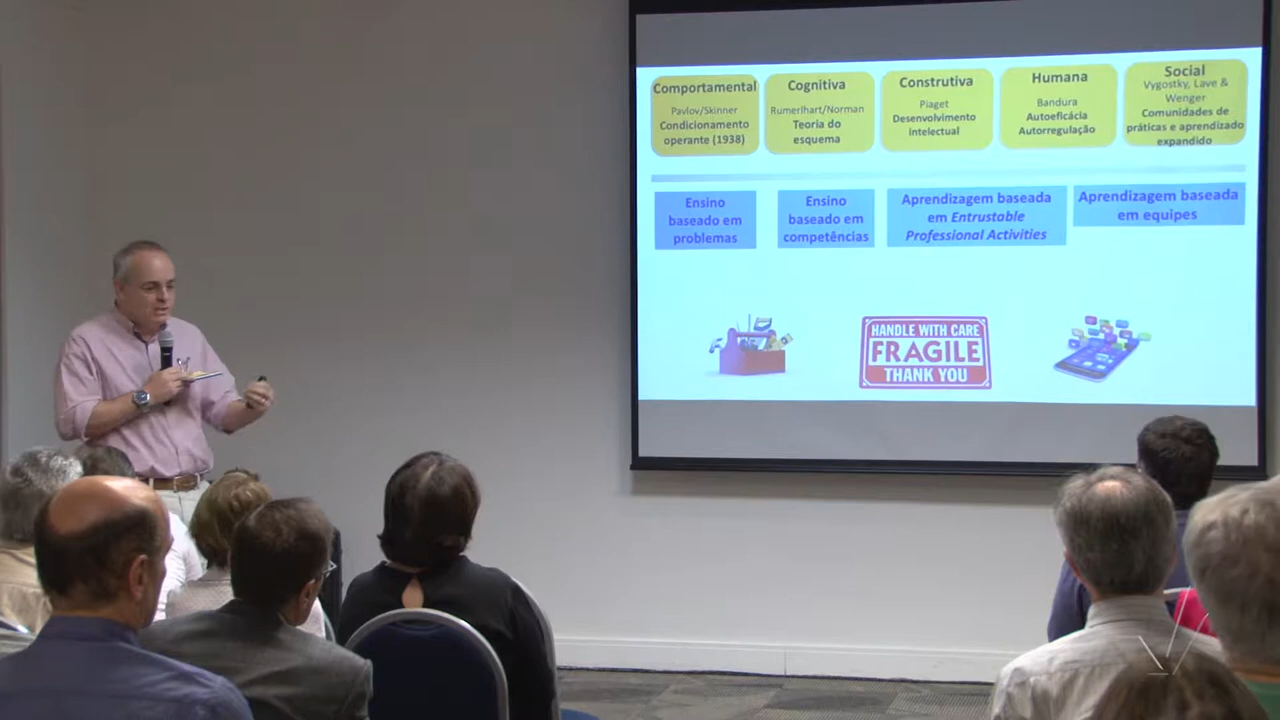 Comportamental
Pavlov/Skinner
Condicionamento
operante (1938)
Cognitiva
Rumerlhart/Norman
Teoria do
esquema
Construtiva
Piaget
Desenvolvimento
intelectual
Humana
Bandura
Autoeficácia
Autorregulação
Social
Vygostky, Lave &
Wenger
Comunidades de
práticas e aprendizado
expandido
Ensino
baseado em
problemas
Ensino
baseado em
competências
Aprendizagem baseada
em Entrustable
Professional Activities
Aprendizagem baseada
em equipes
HANDLE WITH CARE
FRAGILE
THANK YOU